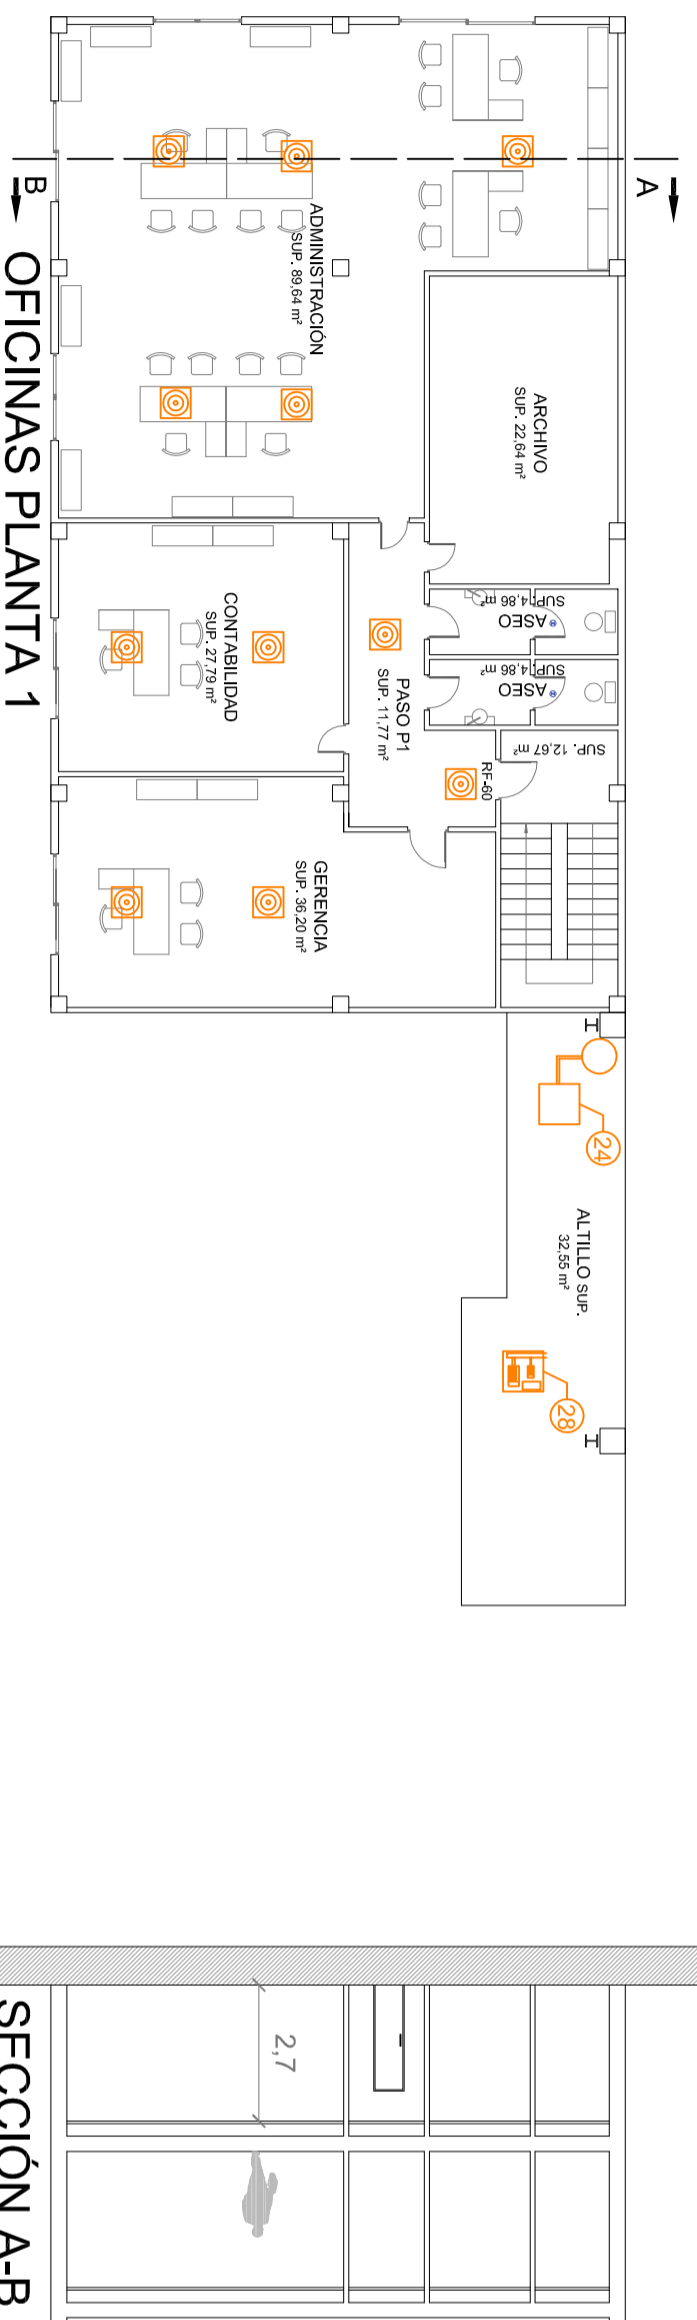 A
B
OFICINAS PLANTA 1
ADMINISTRACIÓN
SUP. 89,64 m²
ARCHIVO
SUP. 22,64 m²
ASEO
SUP. 4,86 m²
ASEO
SUP. 4,86 m²
SUP. 12,67 m²
CONTABILIDAD
SUP. 27,79 m²
PASO P1
SUP. 11,77 m²
RF-60
GERENCIA
SUP. 36,20 m²
24
ALTILLO SUP.
32,55 m²
28
2,7
SECCIÓN A-B